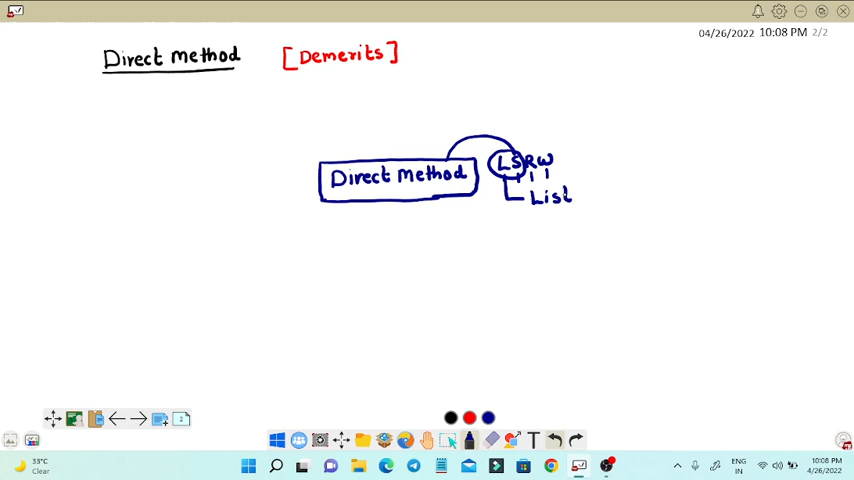 04/26/2022 10:08 PM 2/2
Direct method [Demerits]
Direct method LSRW
List
2
T
33°C
Clear
ENG
IN
10:08 PM
4/26/2022